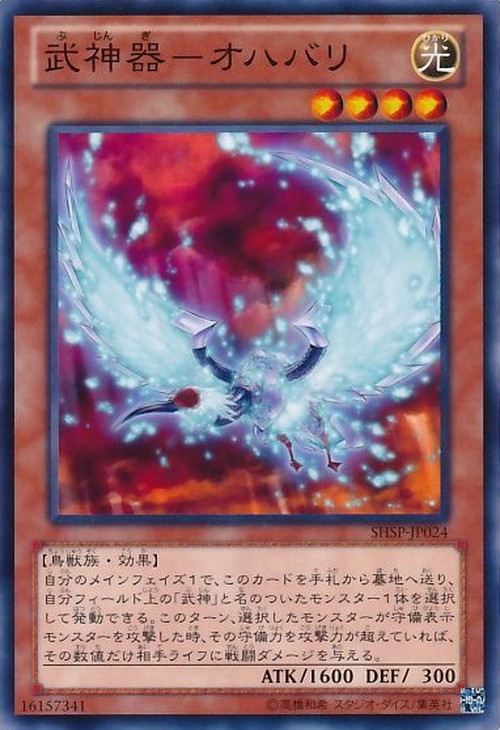 武神器－オハバリ
光
SHSP-JP024
【鳥獣族・効果】
自分のメインフェイズ1で、このカードを手札から墓地へ送り、
自分フィールド上の「武神」と名のついたモンスター1体を選択
して発動できる。このターン、選択したモンスターが守備表示
モンスターを攻撃した時、その守備力を攻撃力が超えていれば、
その数値だけ相手ライフに戦闘ダメージを与える。
ATK/1600 DEF/ 300
16157341
©高橋和希 スタジオ・ダイス/集英社